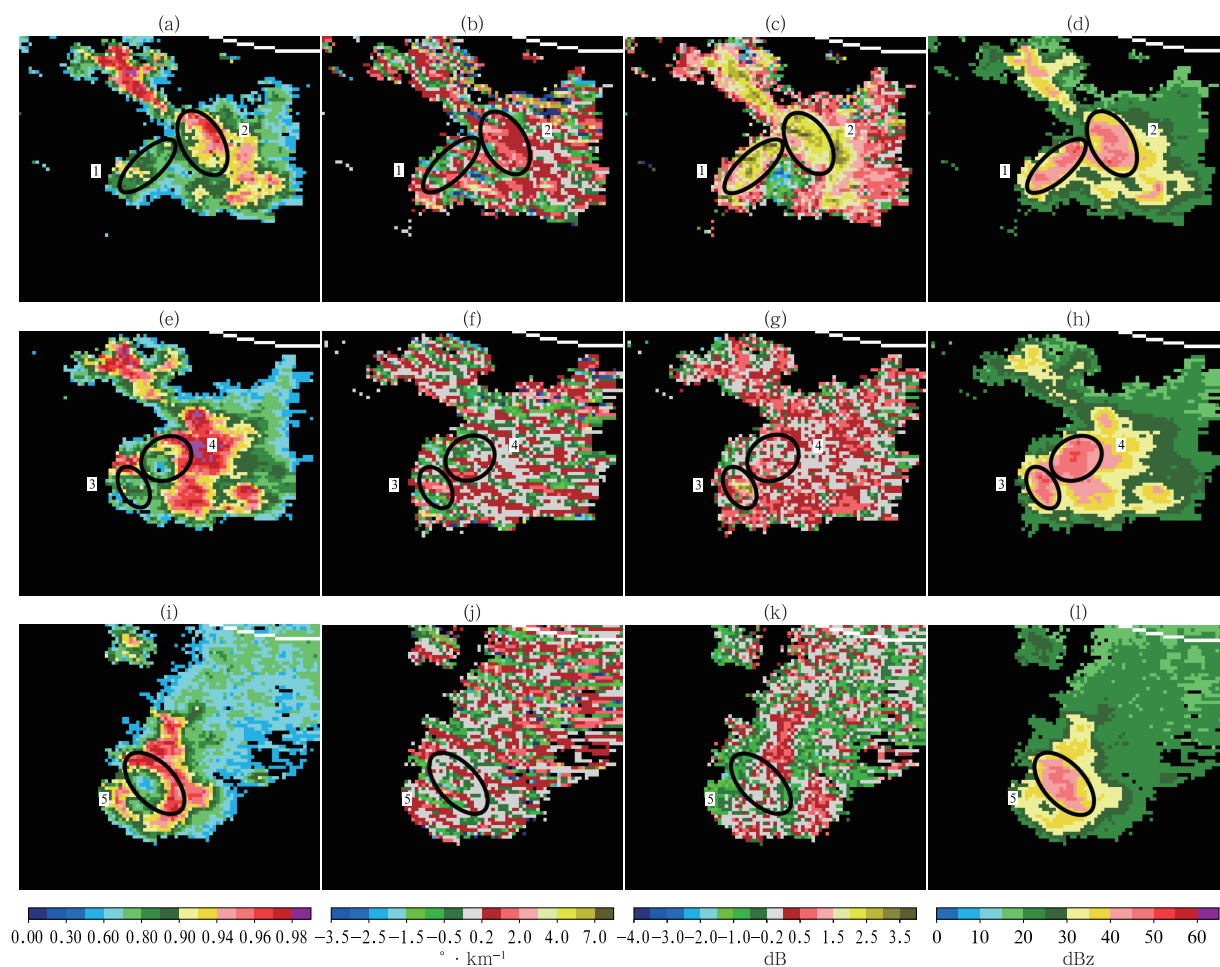 (a) (b) (c) (d)
1 2 1 2 1 2 1 2
(e) (f) (g) (h)
3 4 3 4 3 4 3 4
(i) (j) (k) (l)
5 5 5 5
0.00 0.30 0.60 0.80 0.90 0.94 0.96 0.98 −3.5−2.5 −1.5 −0.5 0.2 2.0 4.0 7.0 −4.0−2.0−1.0−0.2 0.5 1.5 2.5 3.5 0 10 20 30 40 50 60
° · km⁻¹ dB dBz